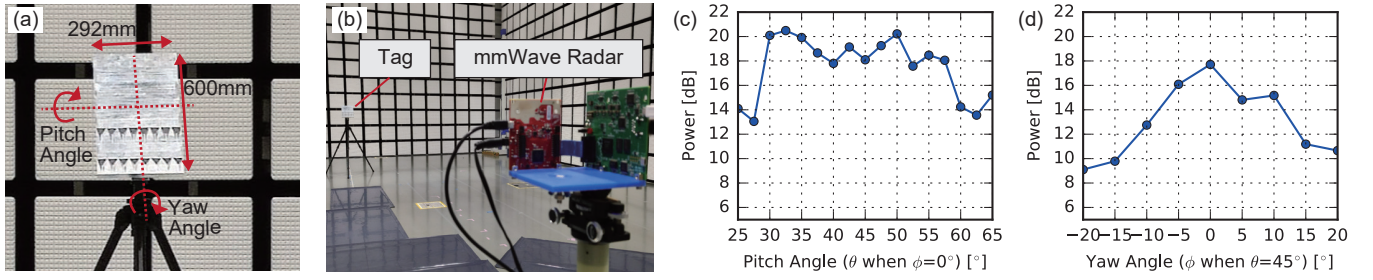 (a)
292mm
600mm
Pitch
Angle
Yaw
Angle
(b)
Tag
mmWave Radar
(c)
Power [dB]
22
20
18
16
14
12
10
8
6
25 30 35 40 45 50 55 60 65
Pitch Angle (θ when ϕ=0°) [°]
(d)
Power [dB]
22
20
18
16
14
12
10
8
6
−20 −15 −10 −5 0 5 10 15 20
Yaw Angle (ϕ when θ=45°) [°]